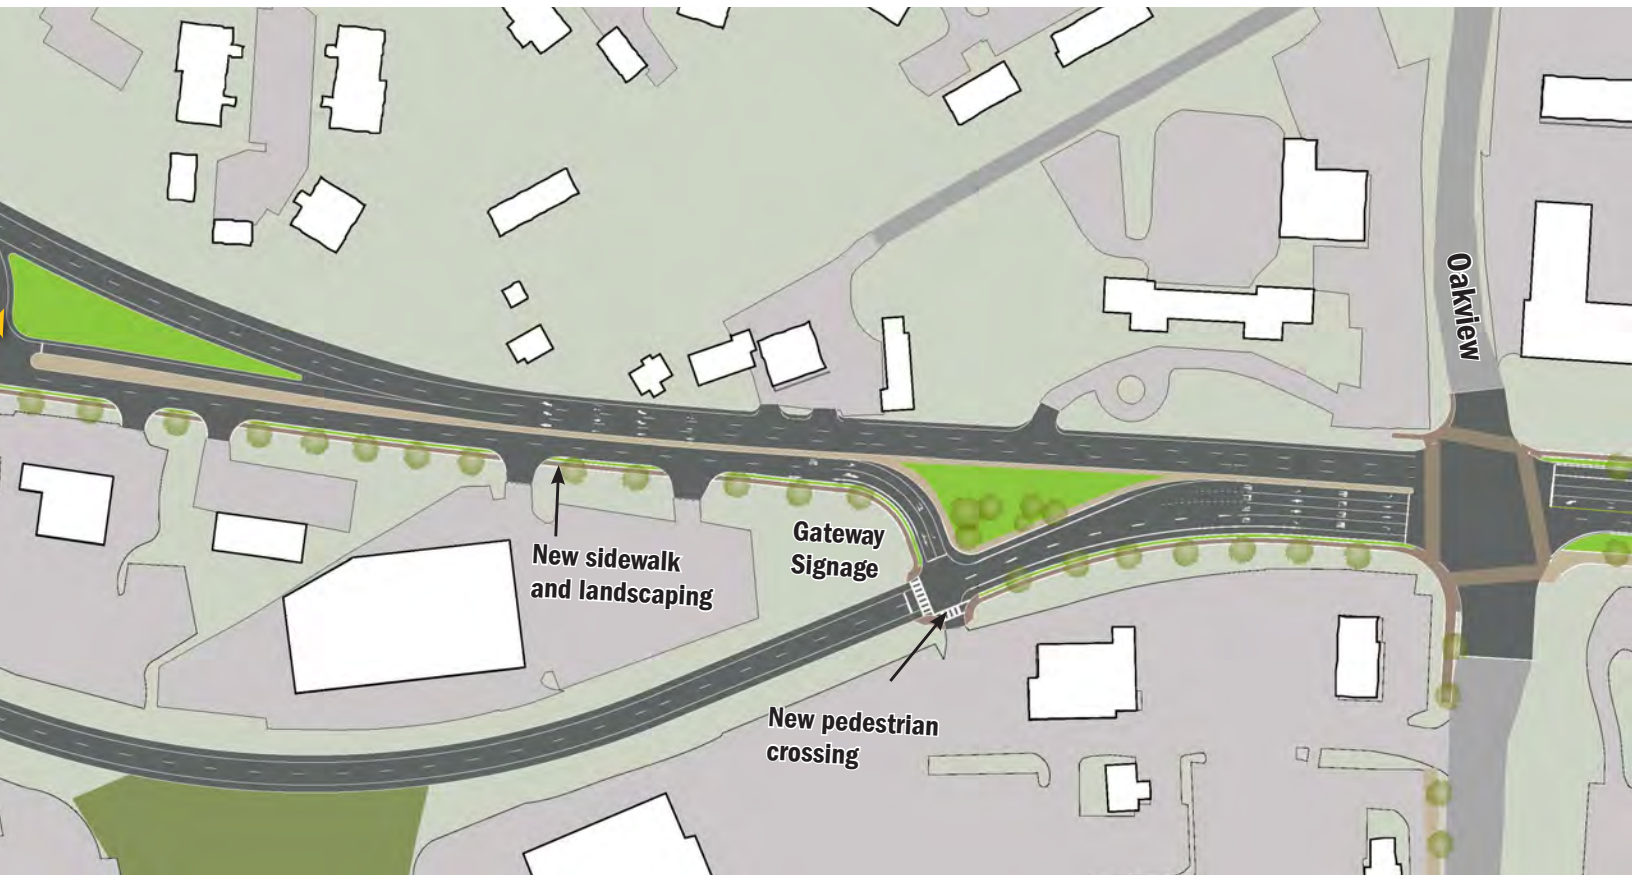 Oakview
Gateway
Signage
New sidewalk
and landscaping
New pedestrian
crossing